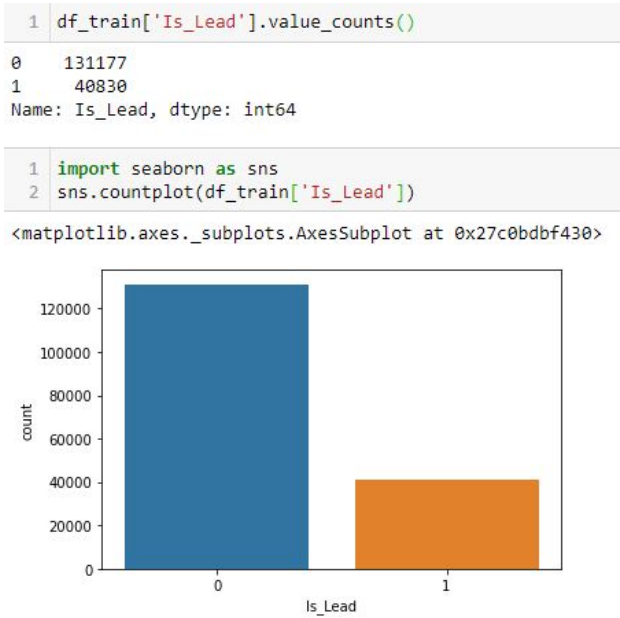 1 df_train['Is_Lead'].value_counts()
0    131177
1     40830
Name: Is_Lead, dtype: int64
1 import seaborn as sns
2 sns.countplot(df_train['Is_Lead'])
<matplotlib.axes._subplots.AxesSubplot at 0x27c0bdbf430>
120000
100000
80000
60000
40000
20000
0
count
0 1
Is_Lead